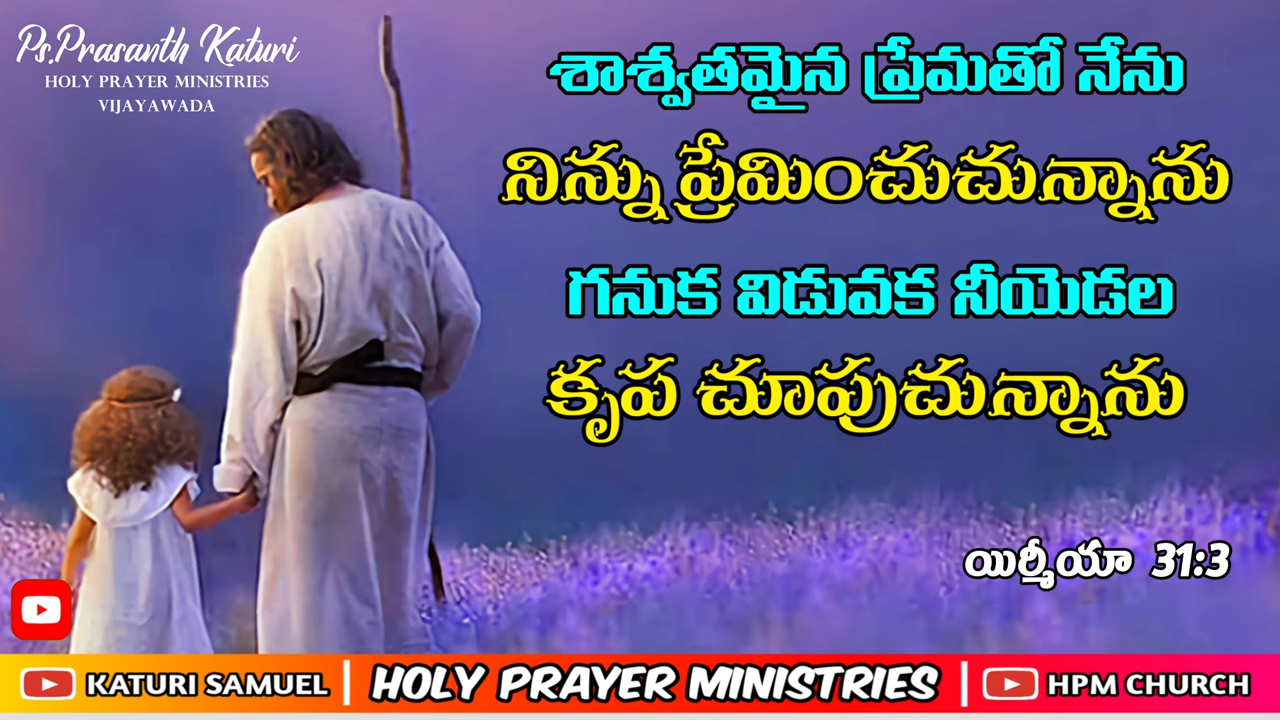 Ps.Prasanth Katuri
HOLY PRAYER MINISTRIES
VIJAYAWADA
శాశ్వతమైన ప్రేమతో నేను
నిన్ను ప్రేమించుచున్నాను
గనుక విడువక నీయెడల
కృప చూపుచున్నాను
యిర్మీయా 31:3
KATURI SAMUEL | HOLY PRAYER MINISTRIES | HPM CHURCH